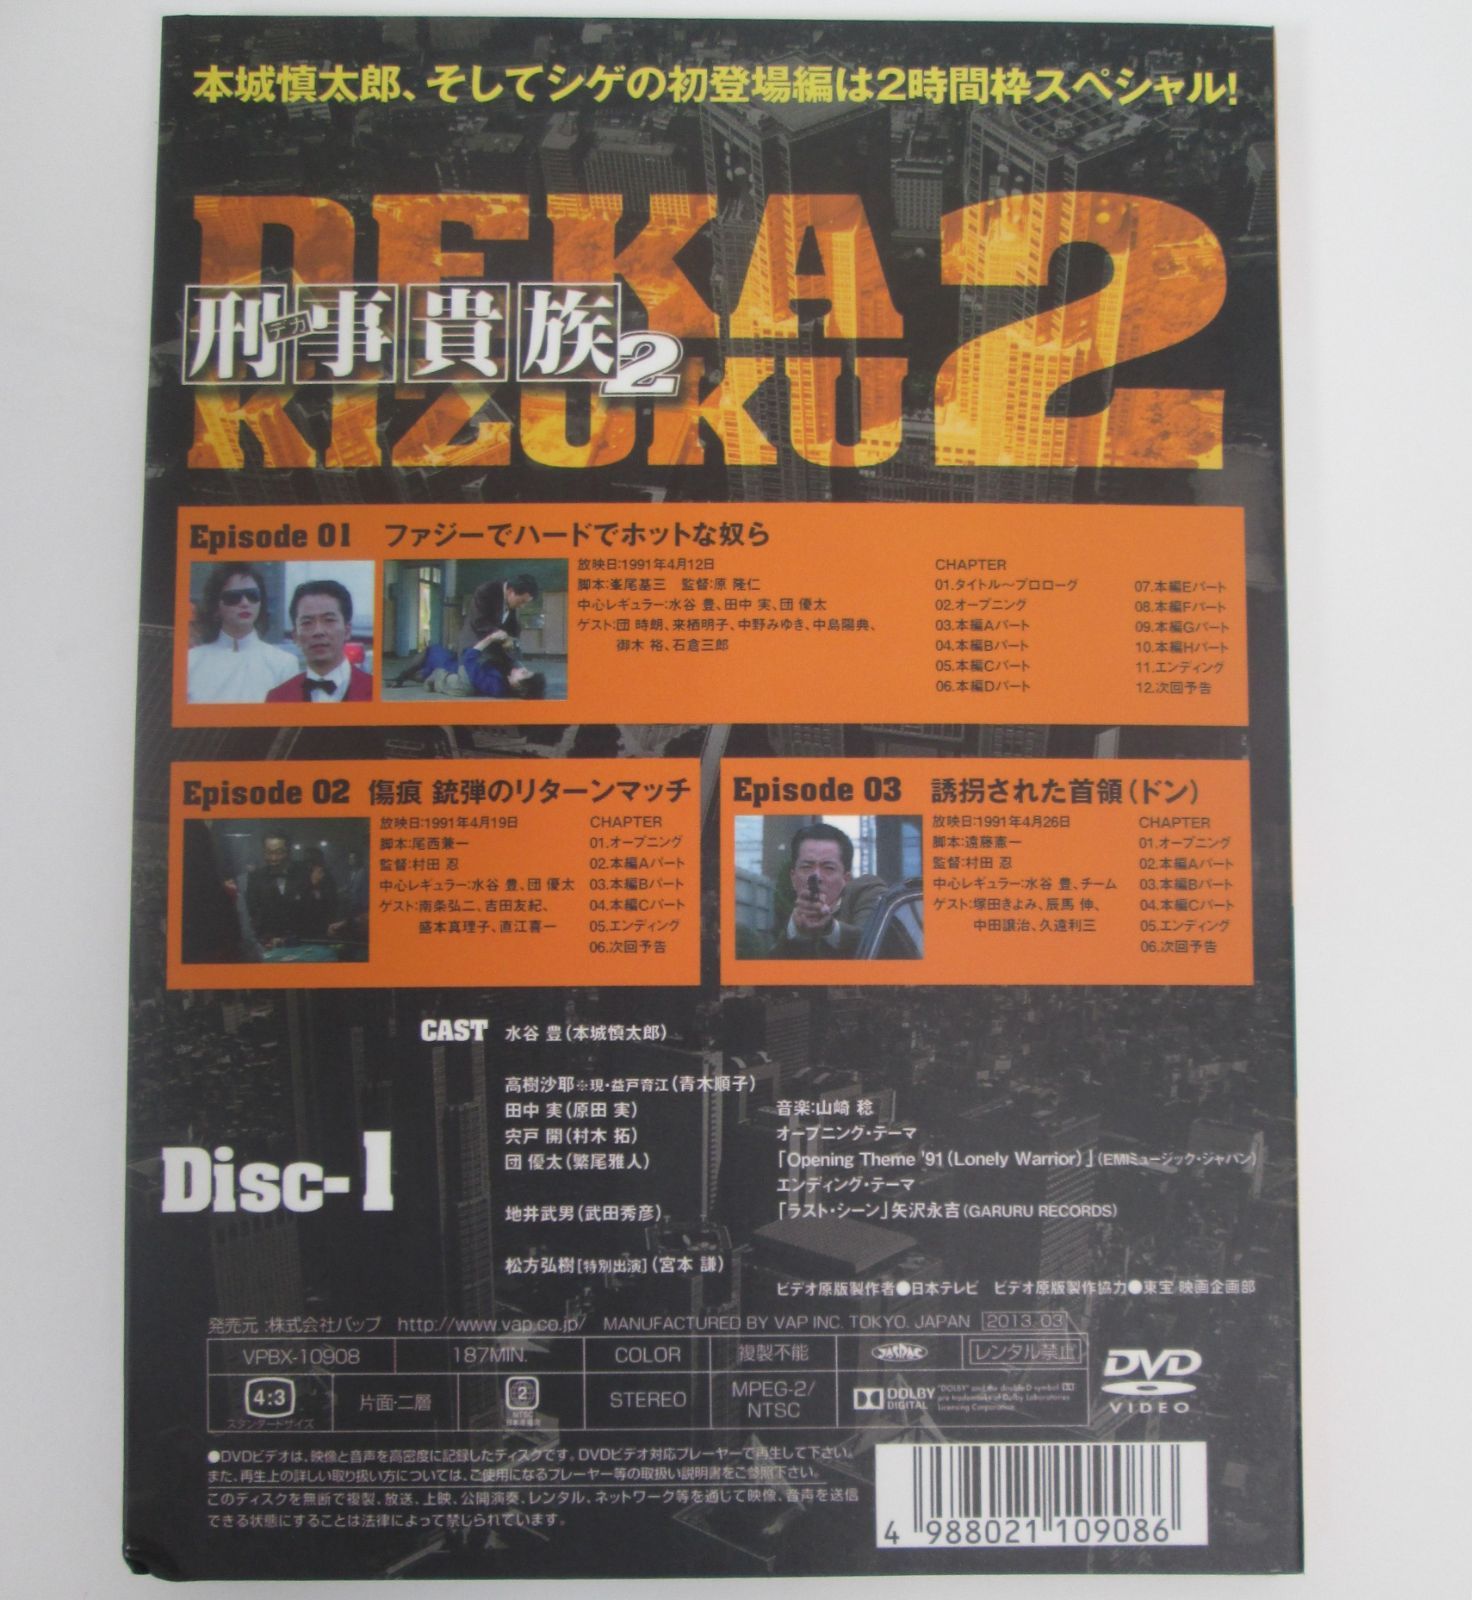 本城慎太郎、そしてシゲの初登場編は2時間枠スペシャル!
DEKA
KIZOKU 2
刑事貴族2
デカ
Episode 01 ファジーでハードでホットな奴ら
放映日:1991年4月12日
脚本:峯尾基三 監督:原 隆仁
中心レギュラー:水谷 豊、田中 実、団 優太
ゲスト:団 時朗、来栖明子、中野みゆき、中島陽典、
御木 裕、石倉三郎
CHAPTER
01.タイトル〜プロローグ
02.オープニング
03.本編Aパート
04.本編Bパート
05.本編Cパート
06.本編Dパート
07.本編Eパート
08.本編Fパート
09.本編Gパート
10.本編Hパート
11.エンディング
12.次回予告
Episode 02 傷痕 銃弾のリターンマッチ
放映日:1991年4月19日
脚本:尾西兼一
監督:村田 忍
中心レギュラー:水谷 豊、団 優太
ゲスト:南条弘二、吉田友紀、
盛本真理子、直江喜一
CHAPTER
01.オープニング
02.本編Aパート
03.本編Bパート
04.本編Cパート
05.エンディング
06.次回予告
Episode 03 誘拐された首領(ドン)
放映日:1991年4月26日
脚本:遠藤憲一
監督:村田 忍
中心レギュラー:水谷 豊、チーム
ゲスト:塚田きよみ、辰馬 伸、
中田譲治、久遠利三
CHAPTER
01.オープニング
02.本編Aパート
03.本編Bパート
04.本編Cパート
05.エンディング
06.次回予告
CAST 水谷 豊(本城慎太郎)
高樹沙耶※現・益戸育江(青木順子)
田中 実(原田 実)
宍戸 開(村木 拓)
団 優太(繁尾雅人)
地井武男(武田秀彦)
松方弘樹[特別出演](宮本 謙)
Disc-1
音楽:山崎 稔
オープニング・テーマ
「Opening Theme '91(Lonely Warrior)」(EMIミュージック・ジャパン)
エンディング・テーマ
「ラスト・シーン」矢沢永吉(GARURU RECORDS)
ビデオ原版製作者●日本テレビ ビデオ原版製作協力●東宝 映画企画部
発売元:株式会社バップ http://www.vap.co.jp/ MANUFACTURED BY VAP INC. TOKYO. JAPAN 2013.03
VPBX-10908 187MIN. COLOR 複製不能 JASRAC レンタル禁止
4:3
スタンダードサイズ
片面・二層
2
NTSC
日本市場向
STEREO
MPEG-2/
NTSC
DOLBY
DIGITAL
"DOLBY" and the double-D symbol
are trademarks of Dolby Laboratories
Licensing Corporation
DVD
VIDEO
●DVDビデオは、映像と音声を高密度に記録したディスクです。DVDビデオ対応プレーヤーで再生して下さい。
また、再生上の詳しい取り扱い方については、ご使用になるプレーヤー等の取扱い説明書をご参照下さい。
このディスクを無断で複製、放送、上映、公開演奏、レンタル、ネットワーク等を通じて映像、音声を送信
できる状態にすることは法律によって禁じられています。
4 988021 109086